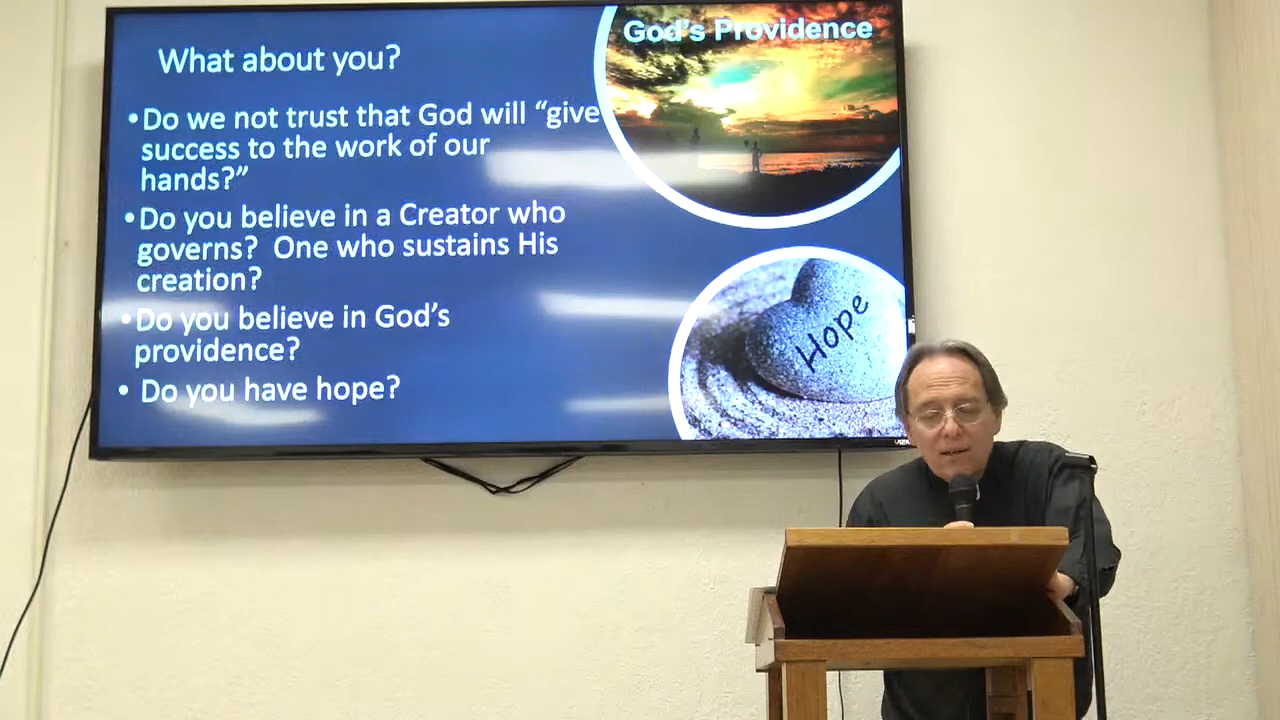 What about you?
•Do we not trust that God will “give
success to the work of our
hands?”
•Do you believe in a Creator who
governs?  One who sustains His
creation?
•Do you believe in God's
providence?
• Do you have hope?
God's Providence
Hope
VIZIO